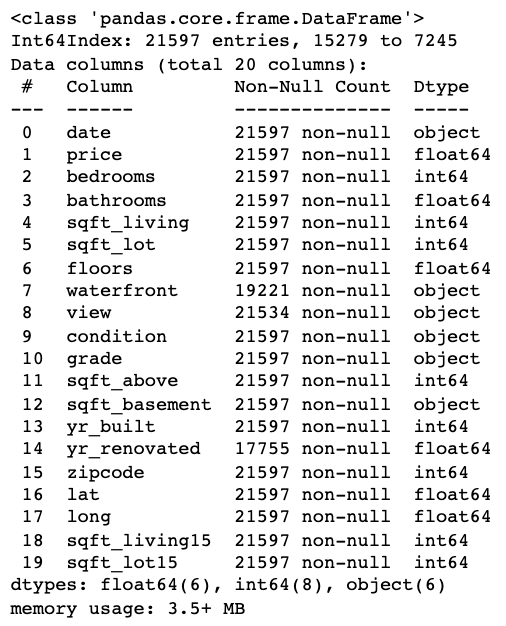 <class 'pandas.core.frame.DataFrame'>
Int64Index: 21597 entries, 15279 to 7245
Data columns (total 20 columns):
 #   Column         Non-Null Count  Dtype
---  ------         --------------  -----
 0   date           21597 non-null  object
 1   price          21597 non-null  float64
 2   bedrooms       21597 non-null  int64
 3   bathrooms      21597 non-null  float64
 4   sqft_living    21597 non-null  int64
 5   sqft_lot       21597 non-null  int64
 6   floors         21597 non-null  float64
 7   waterfront     19221 non-null  object
 8   view           21534 non-null  object
 9   condition      21597 non-null  object
 10  grade          21597 non-null  object
 11  sqft_above     21597 non-null  int64
 12  sqft_basement  21597 non-null  object
 13  yr_built       21597 non-null  int64
 14  yr_renovated   17755 non-null  float64
 15  zipcode        21597 non-null  int64
 16  lat            21597 non-null  float64
 17  long           21597 non-null  float64
 18  sqft_living15  21597 non-null  int64
 19  sqft_lot15     21597 non-null  int64
dtypes: float64(6), int64(8), object(6)
memory usage: 3.5+ MB